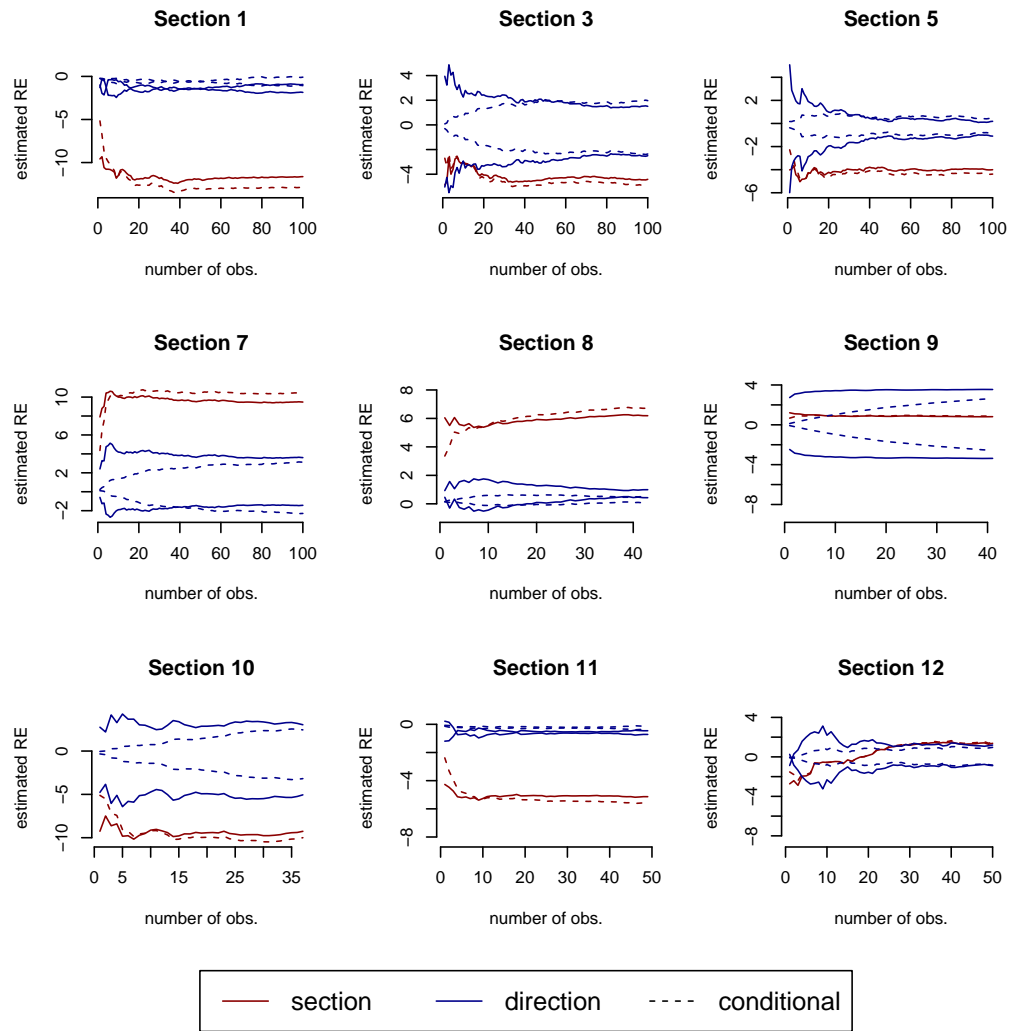 Section 1
estimated RE
0
−5
−10
0 20 40 60 80 100
number of obs.
Section 3
estimated RE
4
2
0
−4
0 20 40 60 80 100
number of obs.
Section 5
estimated RE
2
−2
−6
0 20 40 60 80 100
number of obs.
Section 7
estimated RE
10
6
2
−2
0 20 40 60 80 100
number of obs.
Section 8
estimated RE
8
6
4
2
0
0 10 20 30 40
number of obs.
Section 9
estimated RE
4
0
−4
−8
0 10 20 30 40
number of obs.
Section 10
estimated RE
0
−5
−10
0 5 15 25 35
number of obs.
Section 11
estimated RE
0
−4
−8
0 10 20 30 40 50
number of obs.
Section 12
estimated RE
4
0
−4
−8
0 10 20 30 40 50
number of obs.
section direction conditional